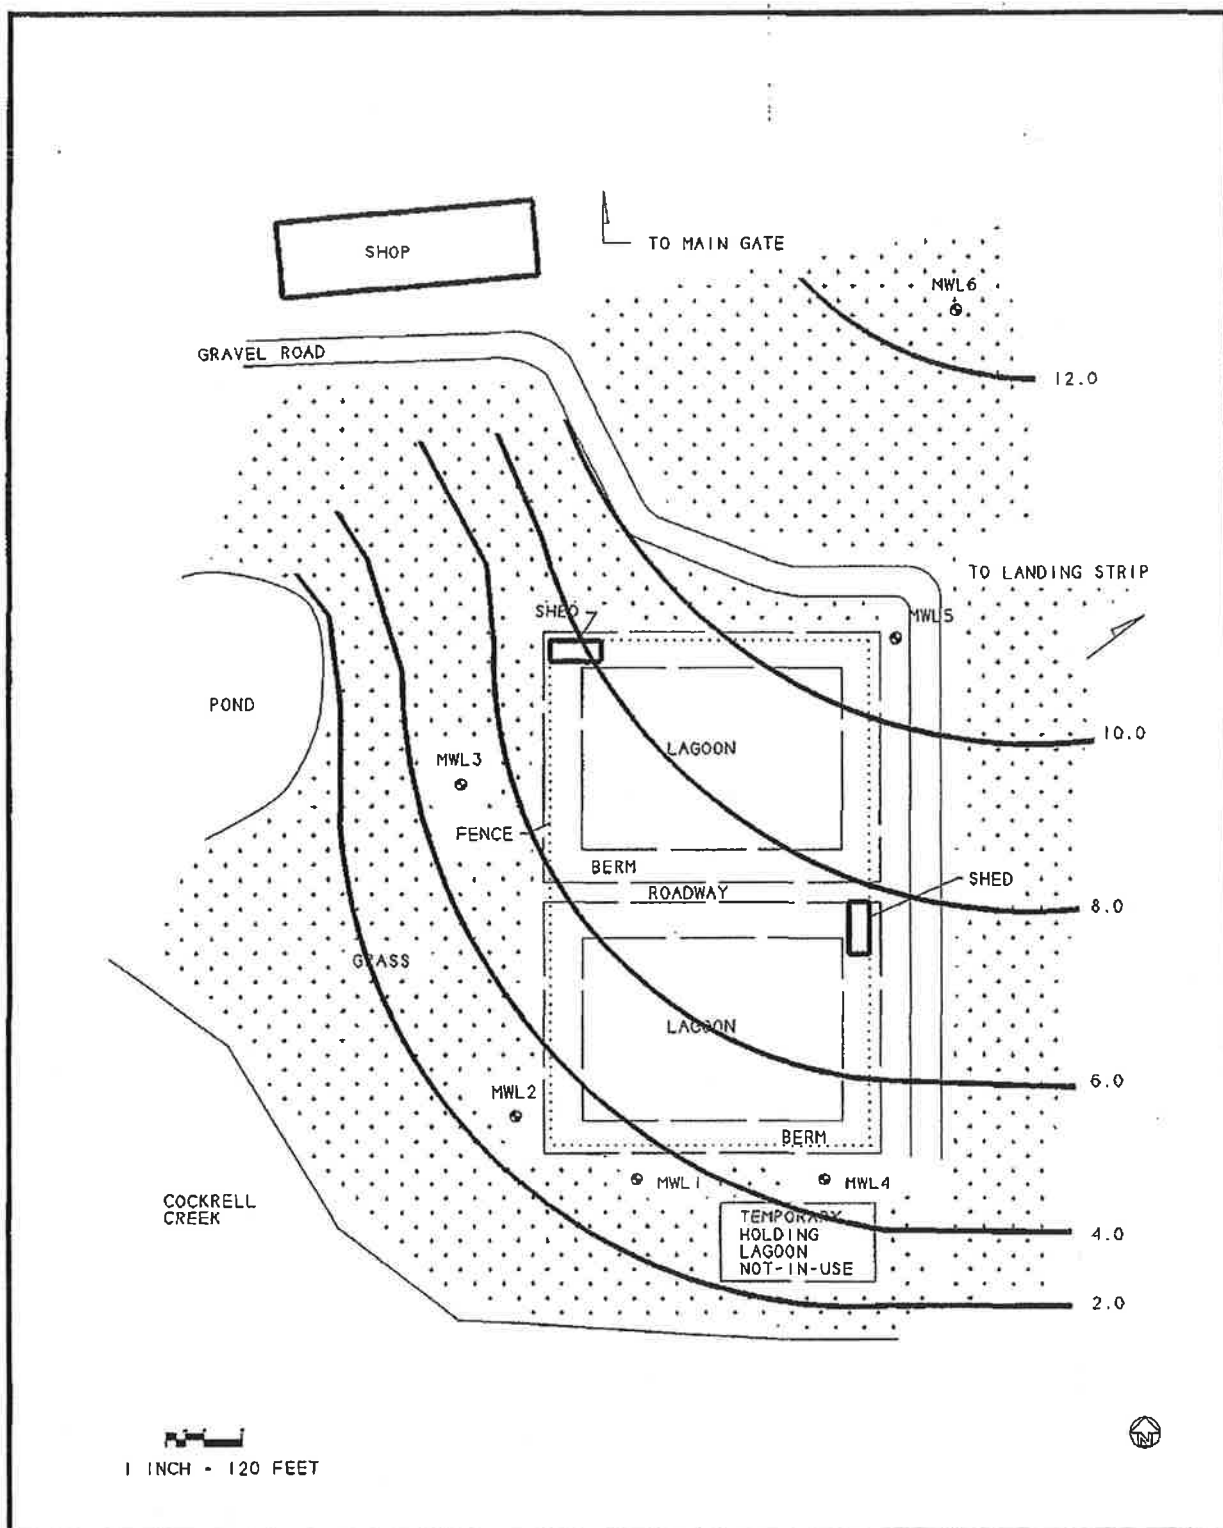 SHOP
TO MAIN GATE
MWL6
GRAVEL ROAD
12.0
TO LANDING STRIP
SHED
MWL5
POND
10.0
LAGOON
MWL3
FENCE
BERM
SHED
ROADWAY
8.0
GRASS
LAGOON
6.0
MWL2
BERM
MWL1
MWL4
COCKRELL
CREEK
TEMPORARY
HOLDING
LAGOON
NOT-IN-USE
4.0
2.0
N
1 INCH - 120 FEET